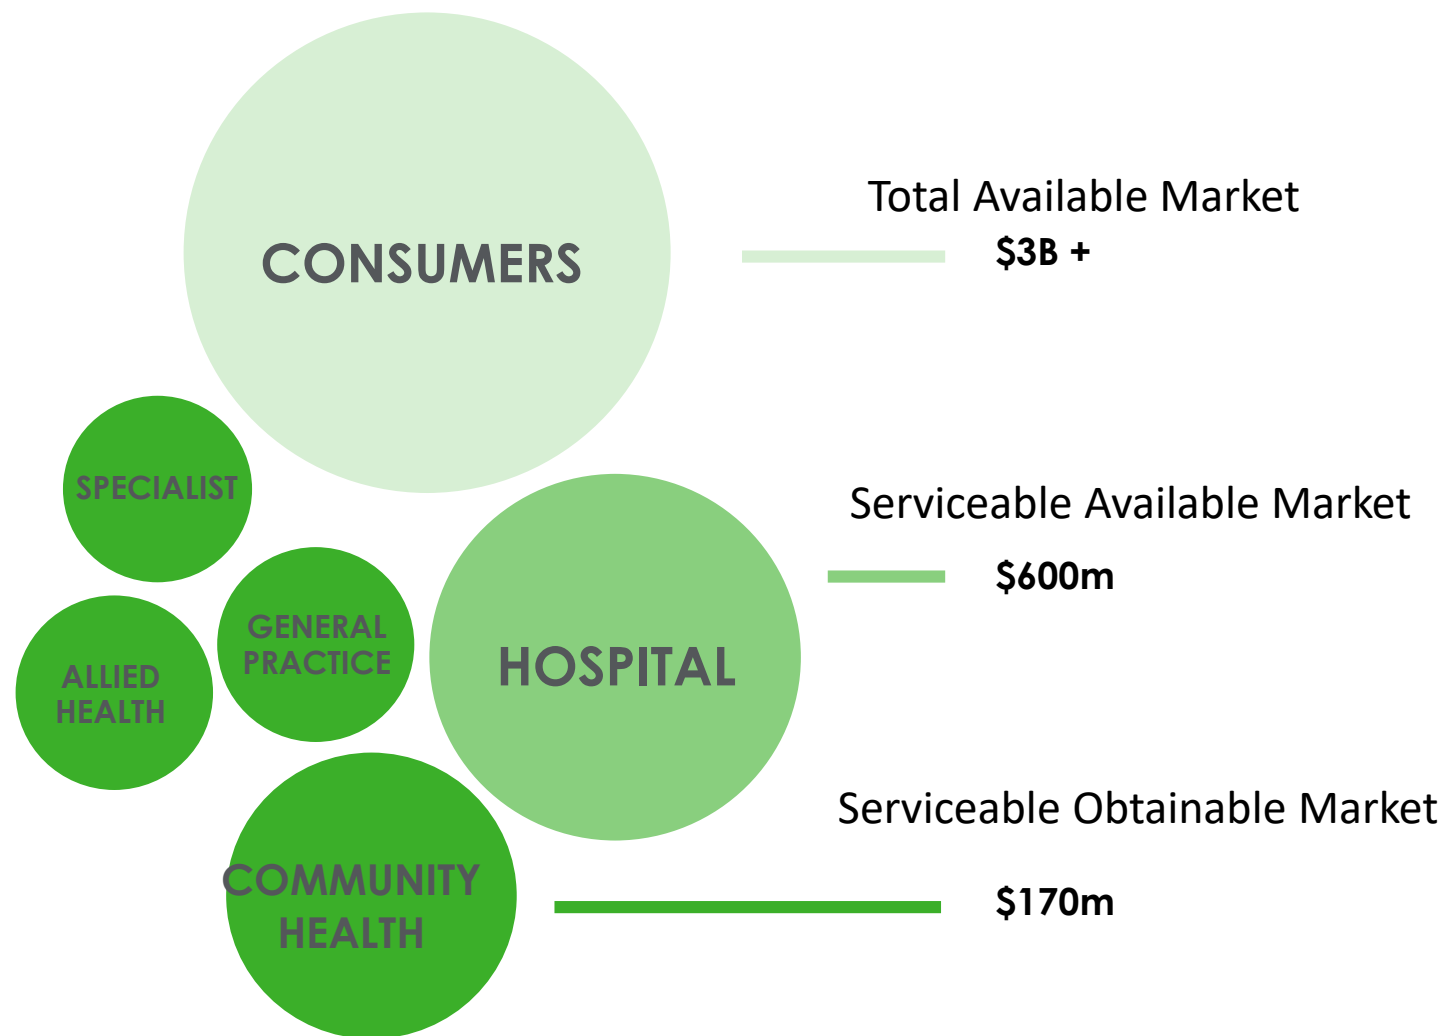 CONSUMERS
Total Available Market
$3B +
SPECIALIST
GENERAL
PRACTICE
ALLIED
HEALTH
HOSPITAL
Serviceable Available Market
$600m
COMMUNITY
HEALTH
Serviceable Obtainable Market
$170m